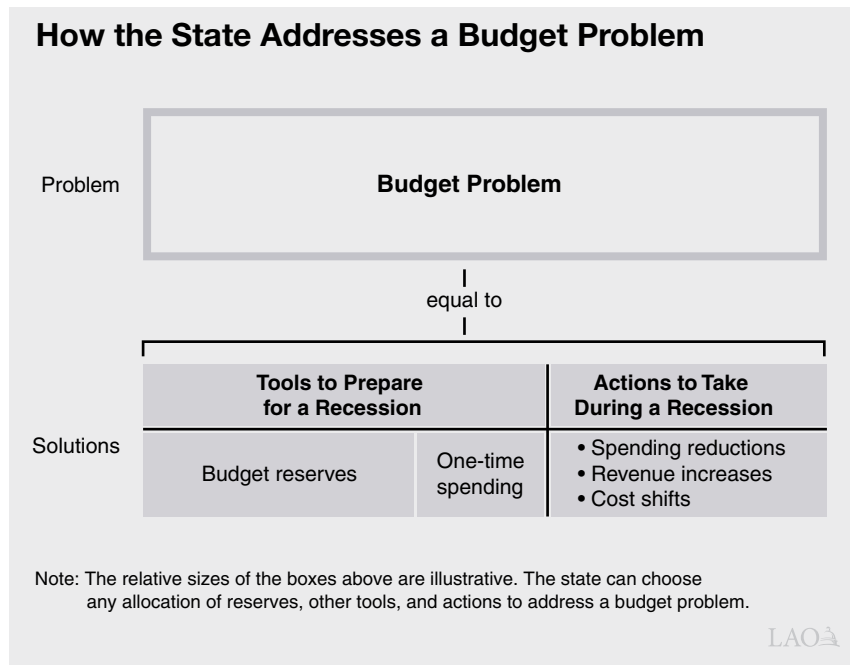 How the State Addresses a Budget Problem
Problem
Budget Problem
equal to
Solutions
Tools to Prepare
for a Recession
Actions to Take
During a Recession
Budget reserves
One-time
spending
• Spending reductions
• Revenue increases
• Cost shifts
Note: The relative sizes of the boxes above are illustrative. The state can choose
any allocation of reserves, other tools, and actions to address a budget problem.
LAO